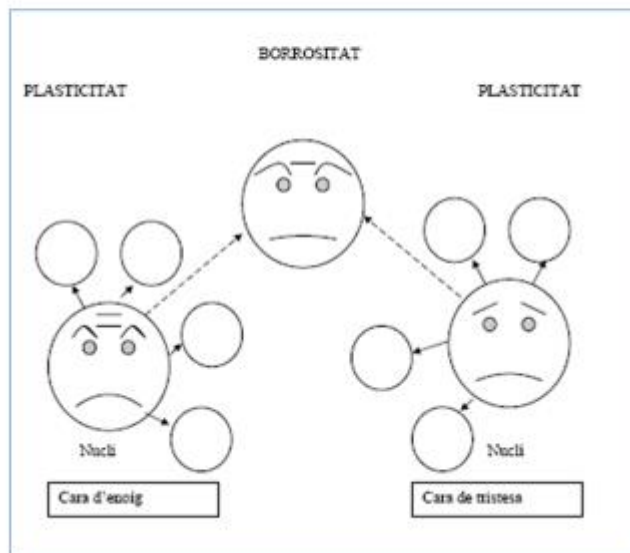 BORROSITAT
PLASTICITAT
PLASTICITAT
Nucli
Nucli
Cara d'enoig
Cara de tristesa